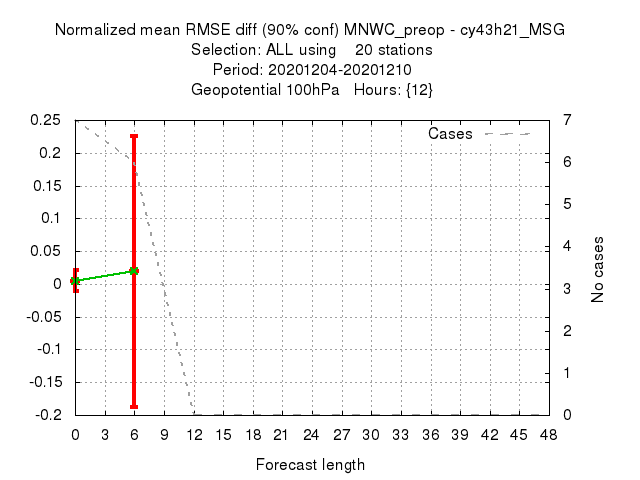 Normalized mean RMSE diff (90% conf) MNWC_preop - cy43h21_MSG
Selection: ALL using    20 stations
Period: 20201204-20201210
Geopotential 100hPa   Hours: {12}
Cases
0.25
0.2
0.15
0.1
0.05
0
-0.05
-0.1
-0.15
-0.2
7
6
5
4
3
2
1
0
No cases
0 3 6 9 12 15 18 21 24 27 30 33 36 39 42 45 48
Forecast length